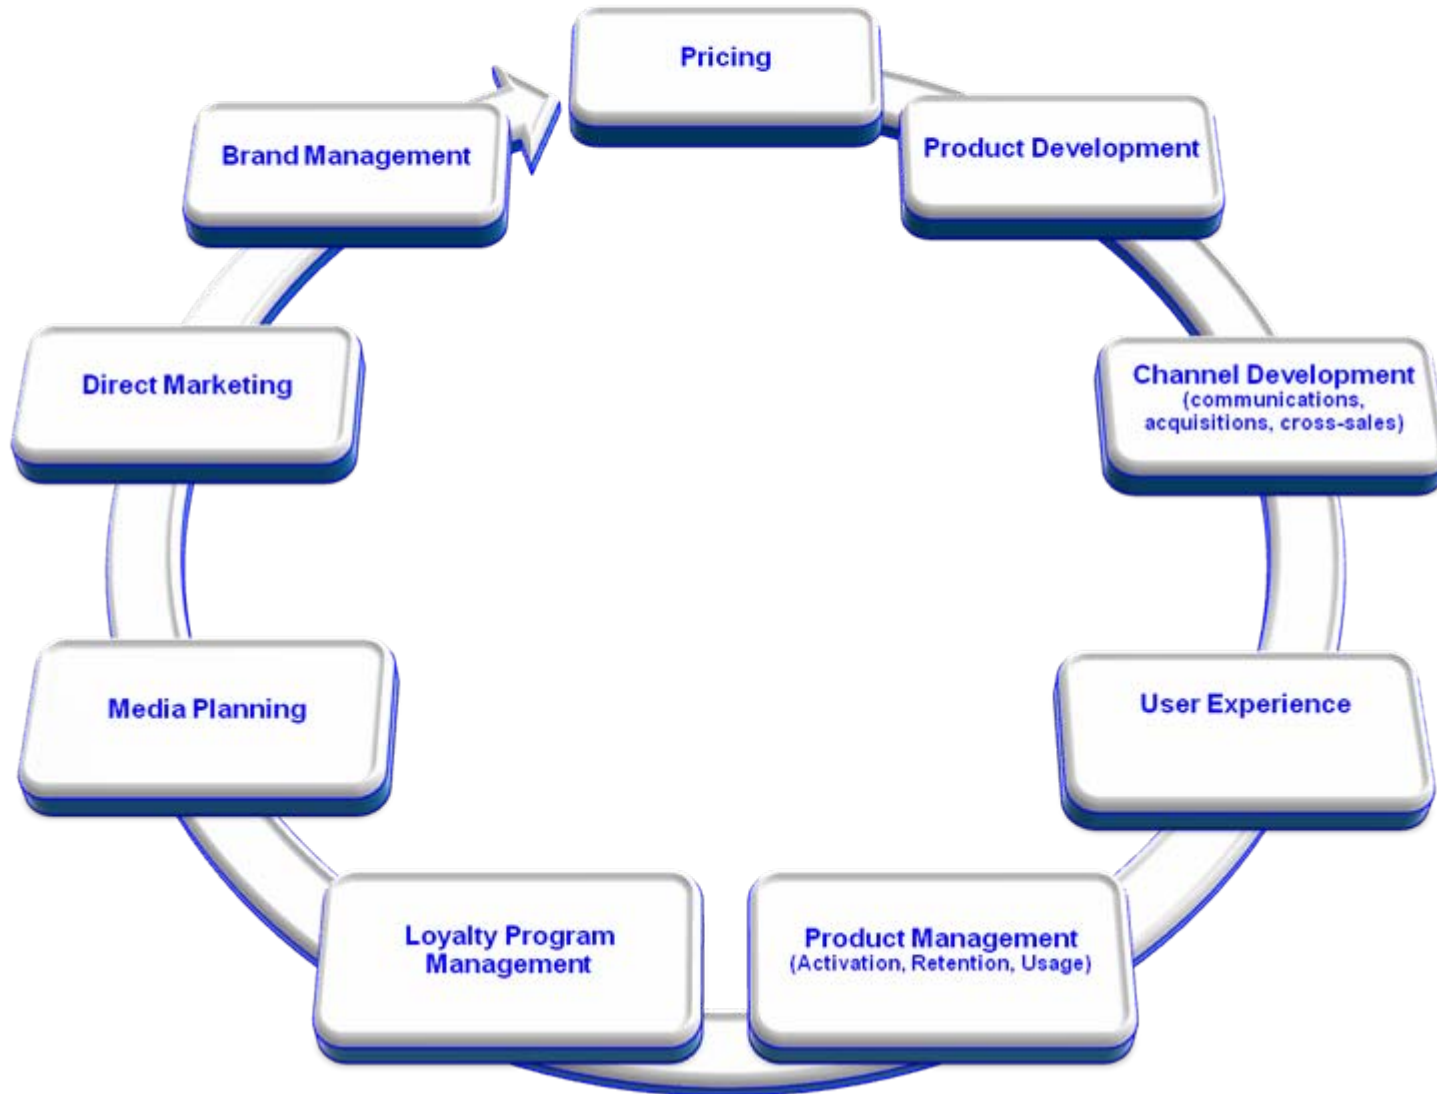 Pricing
Product Development
Channel Development
(communications,
acquisitions, cross-sales)
User Experience
Product Management
(Activation, Retention, Usage)
Loyalty Program
Management
Media Planning
Direct Marketing
Brand Management